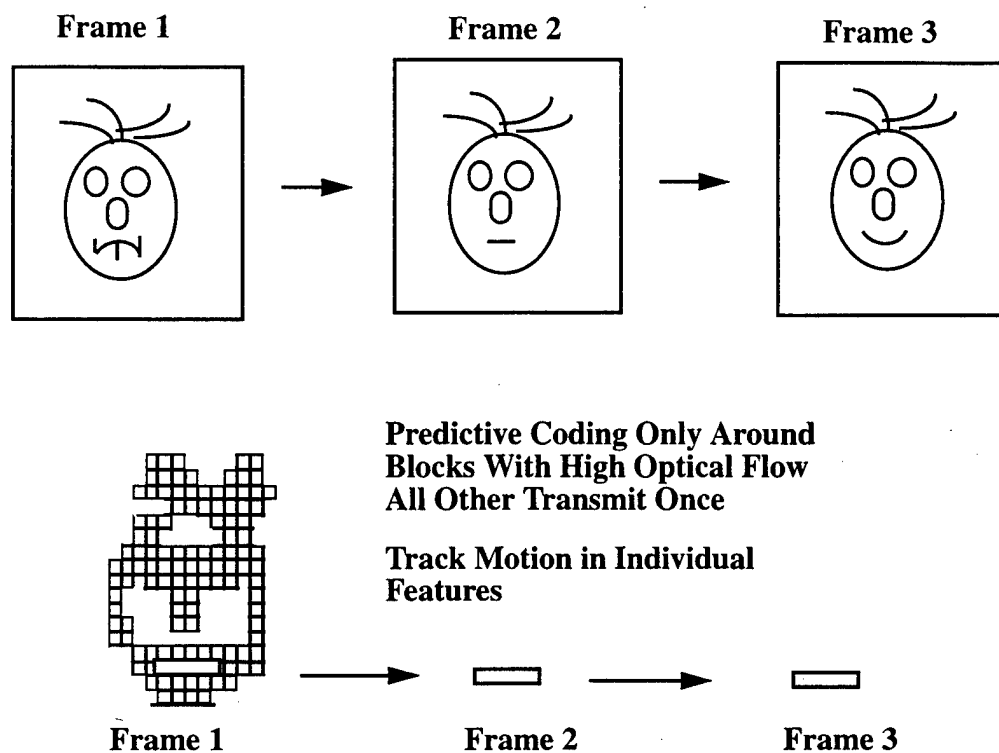 Frame 1
Frame 2
Frame 3
Predictive Coding Only Around
Blocks With High Optical Flow
All Other Transmit Once
Track Motion in Individual
Features
Frame 1
Frame 2
Frame 3